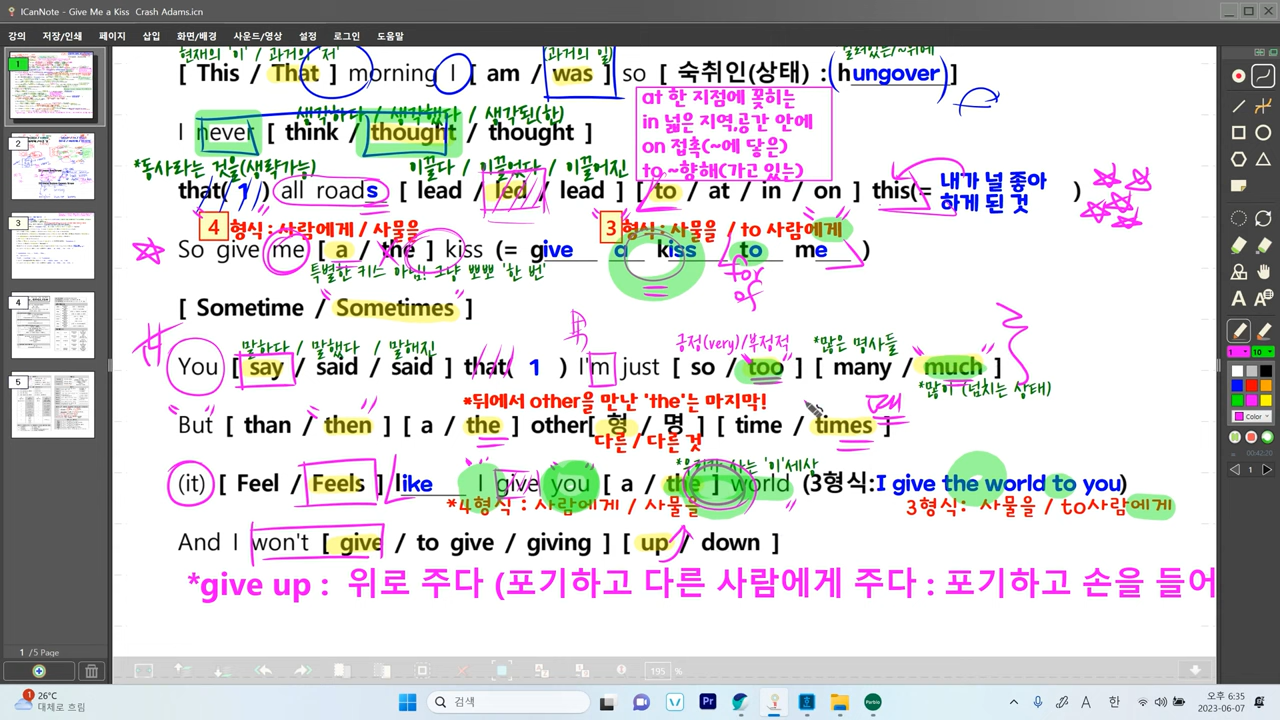 ICanNote - Give Me a Kiss Crash Adams.icn
강의 저장/인쇄 페이지 삽입 화면/배경 사운드/영상 설정 로그인 도움말
현재의 '이' / 과거의 '저' (과거의 일)
[ This / That ] morning I [ am / was ] so [ 숙취인(상태) : (hungover) ]
at 한 지점에 꽂히는
in 넓은 지역,공간 안에
on 접촉(~에 닿은)
to ~향해(가고 있는)
생각하다 / 생각했다 / 생각된(한)
I never [ think / thought / thought ]
*동사라는 것을(생략가능) 이끌다 / 이끌었다 / 이끌어진
that( 1 ) all roads [ lead / led / lead ] [ to / at / in / on ] this(= 내가 널 좋아 하게 된 것 )
4 형식 : 사람에게 / 사물을 3 형식 : 사물을 / to 사람에게
So give me [ a / the ] kiss (= give a kiss to me )
특별한 키스 아님! 그냥 뽀뽀 '한 번'
for
of
[ Sometime / Sometimes ]
말하다 / 말했다 / 말해진 긍정(very)/부정적 *많은 명사들
You [ say / said / said ] that( 1 ) I'm just [ so / too ] [ many / much ]
*많이 (넘치는 상태)
*뒤에서 other을 만난 'the'는 마지막!
But [ than / then ] [ a / the ] other[ 형 / 명 ] [ time / times ]
다른 / 다른 것
(it) [ Feel / Feels ] like I give you [ a / the ] world (3형식:I give the world to you)
*4형식 : 사람에게 / 사물을 3형식: 사물을 / to사람에게
And I won't [ give / to give / giving ] [ up / down ]
*give up : 위로 주다 (포기하고 다른 사람에게 주다 : 포기하고 손을 들어
1
2
3
4
5
1 / 5 Page
195 %
Color
00:42:20
1
26°C
대체로 흐림
검색
한
오후 6:35
2023-06-07